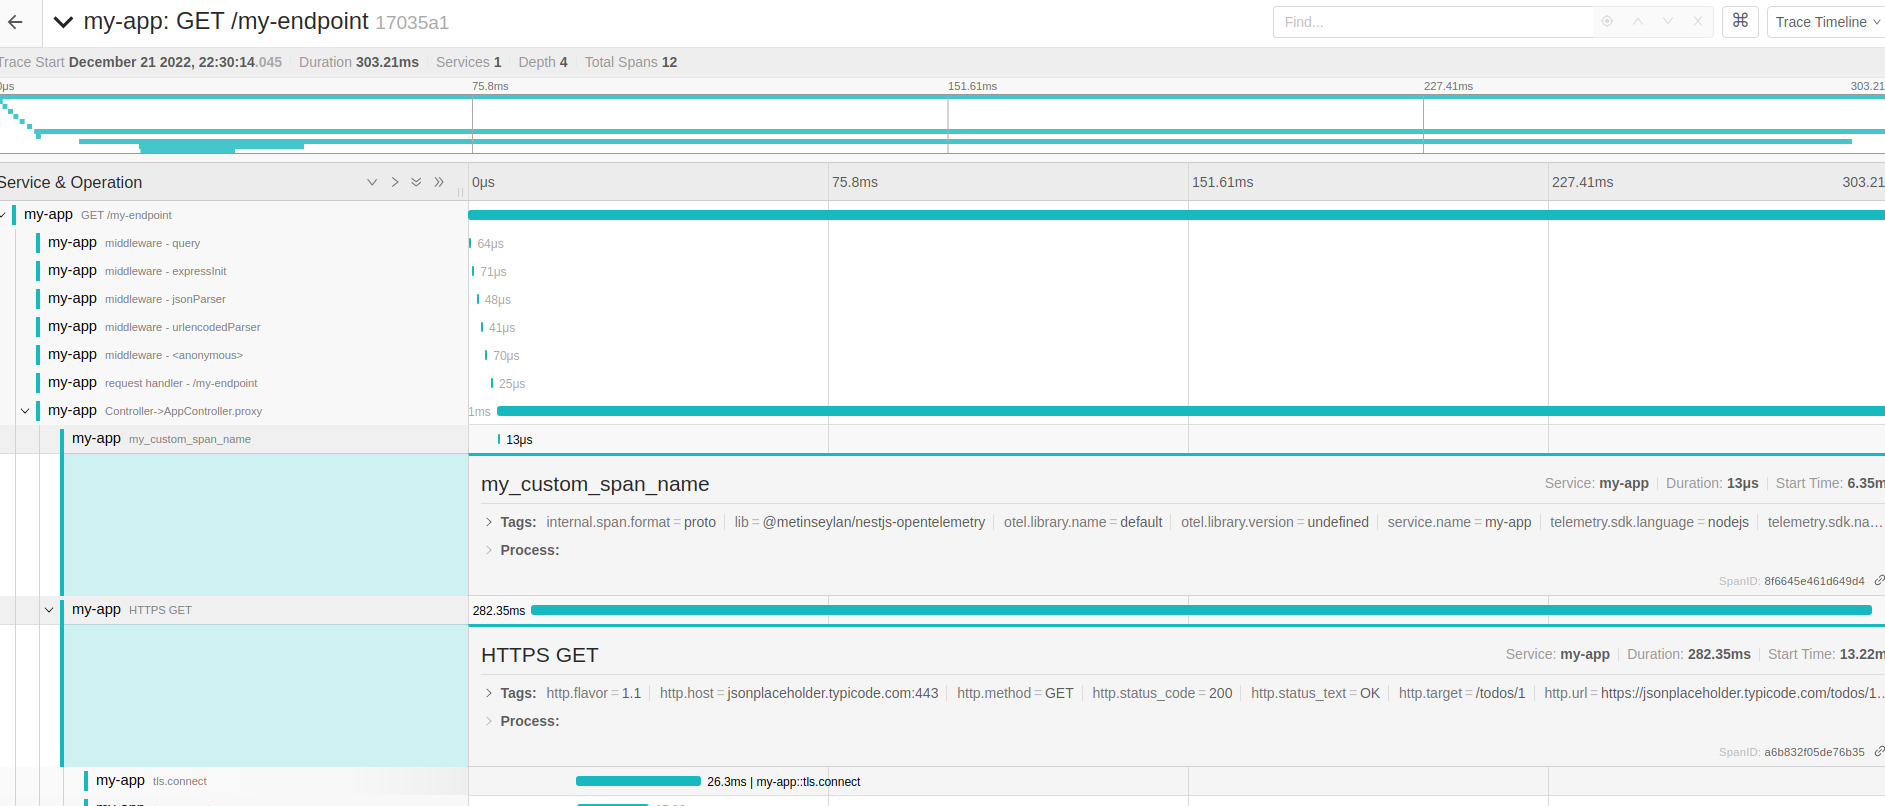 my-app: GET /my-endpoint 17035a1 Find... ⌘ Trace Timeline
Trace Start December 21 2022, 22:30:14.045 Duration 303.21ms Services 1 Depth 4 Total Spans 12
0μs 75.8ms 151.61ms 227.41ms 303.21
Service & Operation 0μs 75.8ms 151.61ms 227.41ms 303.21
my-app GET /my-endpoint
my-app middleware - query 64μs
my-app middleware - expressInit 71μs
my-app middleware - jsonParser 48μs
my-app middleware - urlencodedParser 41μs
my-app middleware - <anonymous> 70μs
my-app request handler - /my-endpoint 25μs
my-app Controller->AppController.proxy 1ms
my-app my_custom_span_name 13μs
my_custom_span_name Service: my-app Duration: 13μs Start Time: 6.35m
Tags: internal.span.format = proto lib = @metinseylan/nestjs-opentelemetry otel.library.name = default otel.library.version = undefined service.name = my-app telemetry.sdk.language = nodejs telemetry.sdk.na...
Process:
SpanID: 8f6645e461d649d4
my-app HTTPS GET 282.35ms
HTTPS GET Service: my-app Duration: 282.35ms Start Time: 13.22m
Tags: http.flavor = 1.1 http.host = jsonplaceholder.typicode.com:443 http.method = GET http.status_code = 200 http.status_text = OK http.target = /todos/1 http.url = https://jsonplaceholder.typicode.com/todos/1...
Process:
SpanID: a6b832f05de76b35
my-app tls.connect 26.3ms | my-app::tls.connect
my-app